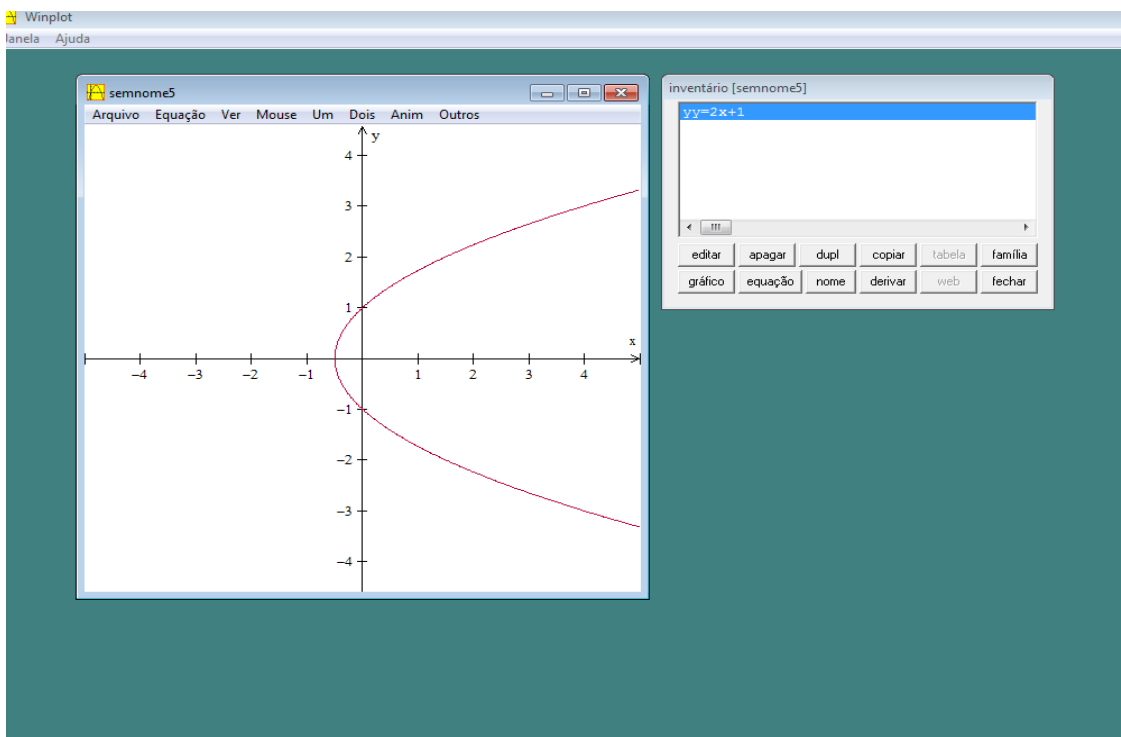 Winplot
Janela Ajuda
semnome5
Arquivo Equação Ver Mouse Um Dois Anim Outros
y
4
3
2
1
x
−4 −3 −2 −1 1 2 3 4
−1
−2
−3
−4
inventário [semnome5]
yy=2x+1
editar apagar dupl copiar tabela família
gráfico equação nome derivar web fechar